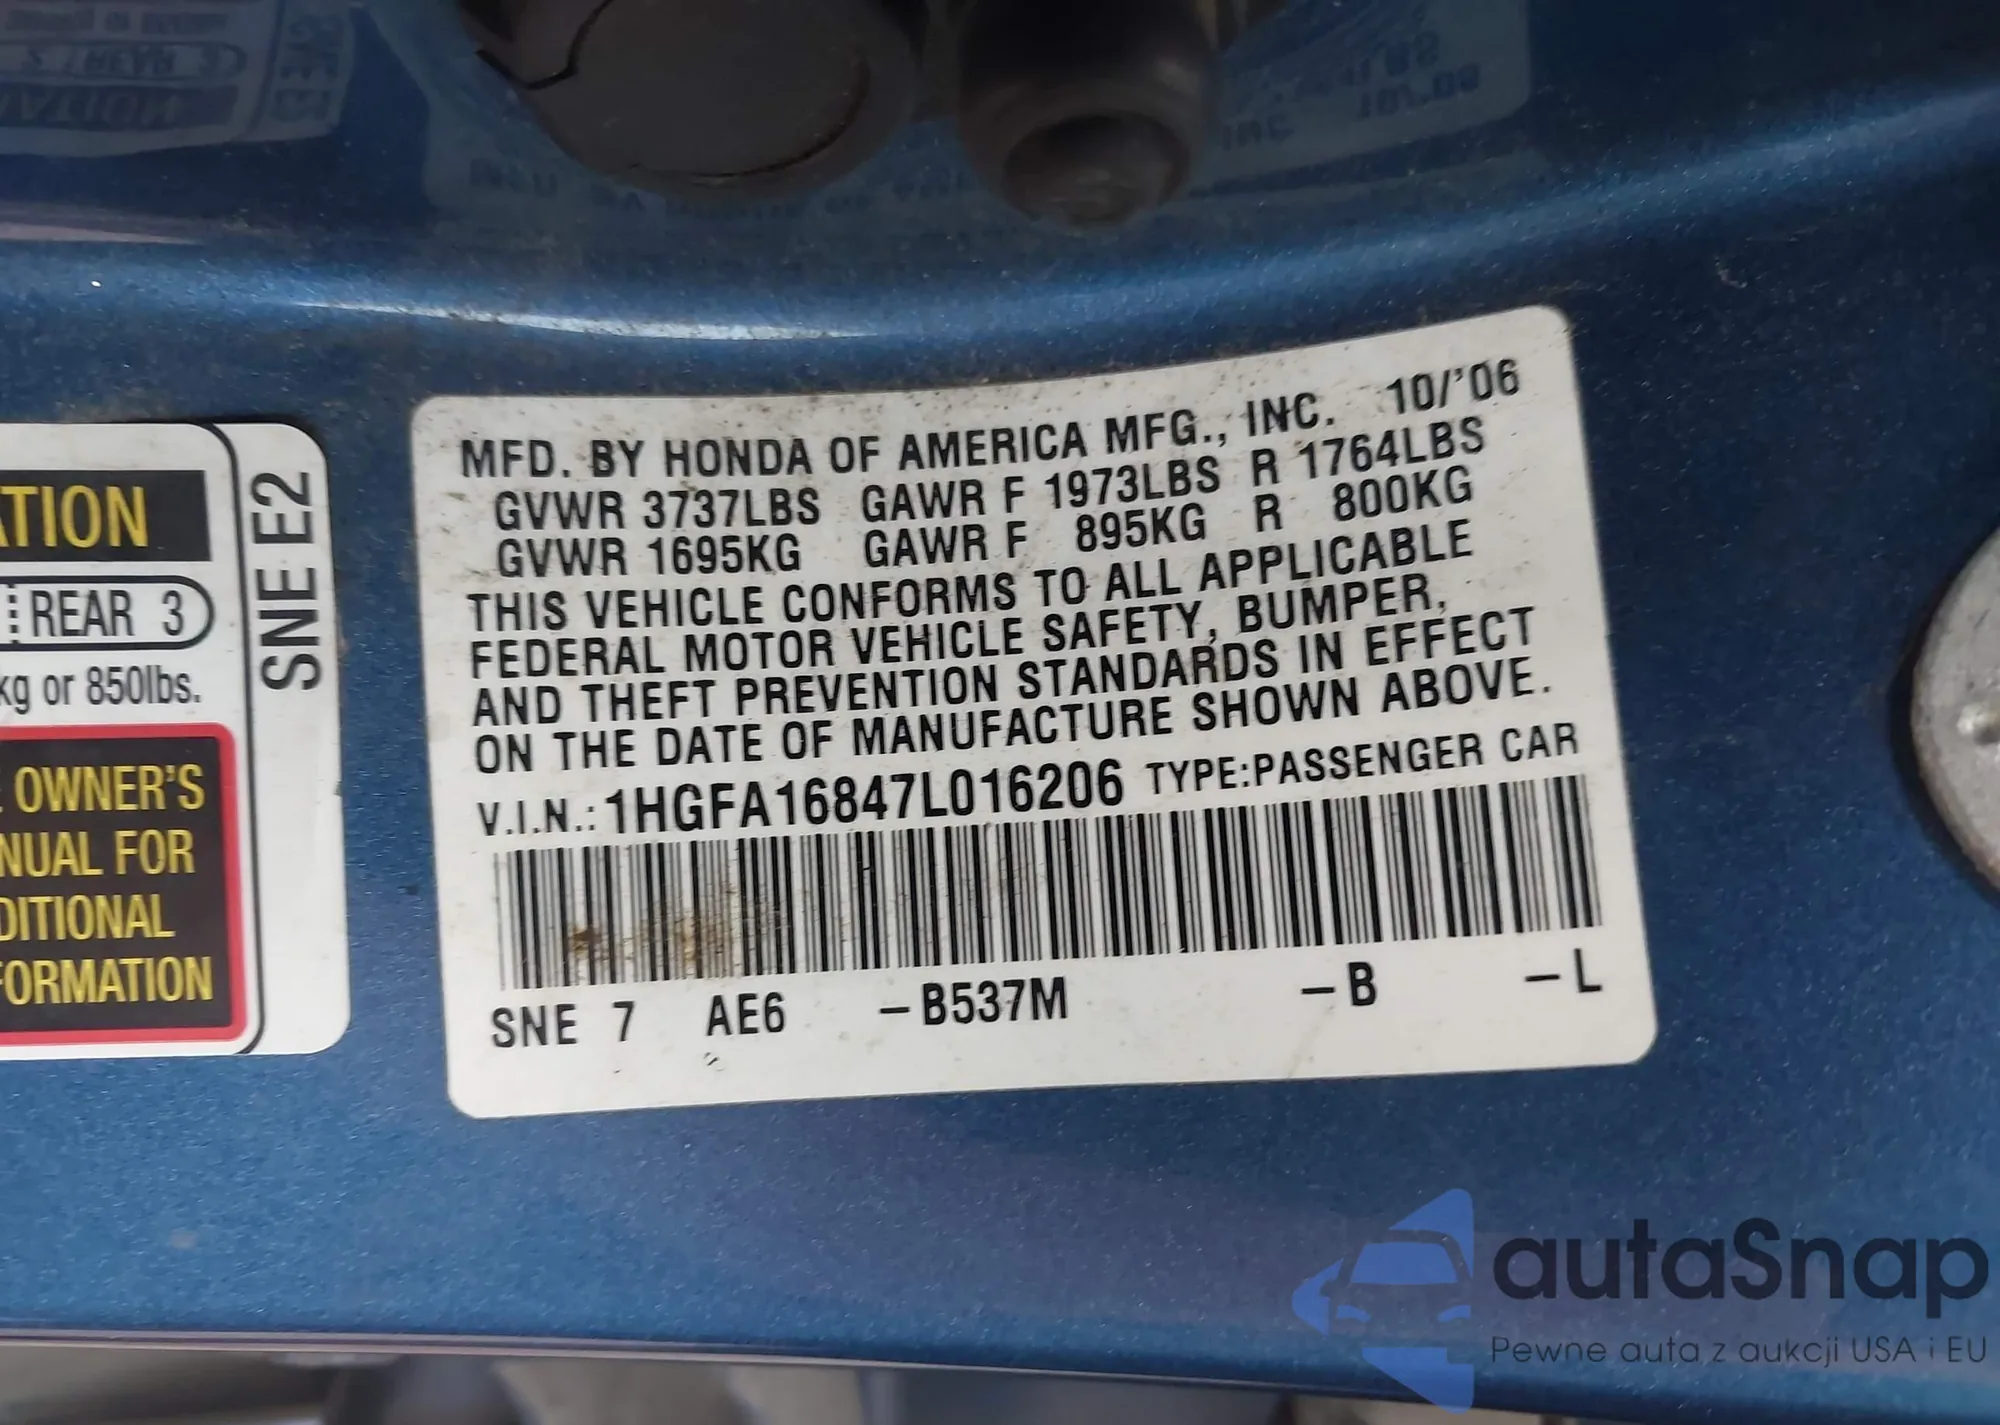 ATION
REAR 3
kg or 850lbs.
OWNER'S
NUAL FOR
DITIONAL
FORMATION
SNE E2
MFD. BY HONDA OF AMERICA MFG., INC. 10/'06
GVWR 3737LBS GAWR F 1973LBS R 1764LBS
GVWR 1695KG GAWR F 895KG R 800KG
THIS VEHICLE CONFORMS TO ALL APPLICABLE
FEDERAL MOTOR VEHICLE SAFETY, BUMPER,
AND THEFT PREVENTION STANDARDS IN EFFECT
ON THE DATE OF MANUFACTURE SHOWN ABOVE.
V.I.N.: 1HGFA16847L016206 TYPE:PASSENGER CAR
SNE 7 AE6 -B537M -B -L
autaSnap
Pewne auta z aukcji USA i EU